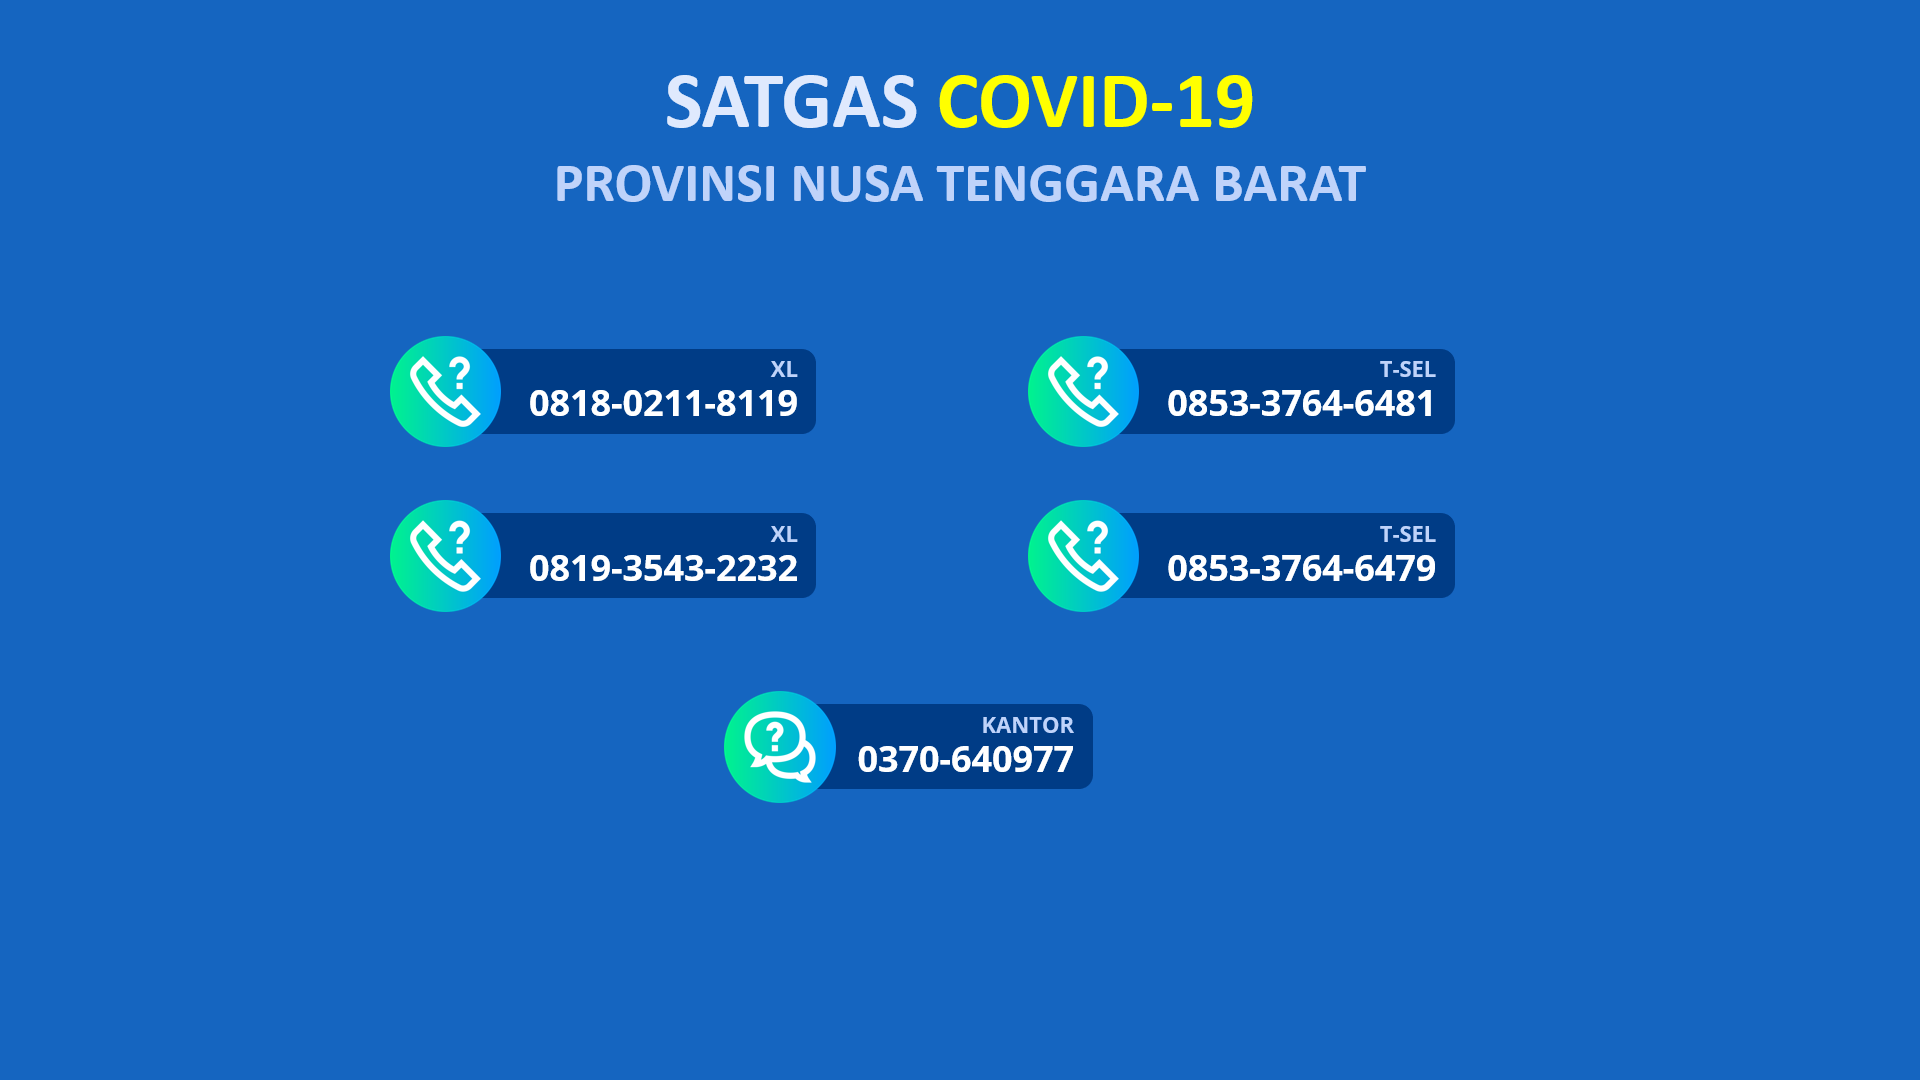 SATGAS COVID-19
PROVINSI NUSA TENGGARA BARAT
XL
0818-0211-8119
T-SEL
0853-3764-6481
XL
0819-3543-2232
T-SEL
0853-3764-6479
KANTOR
0370-640977